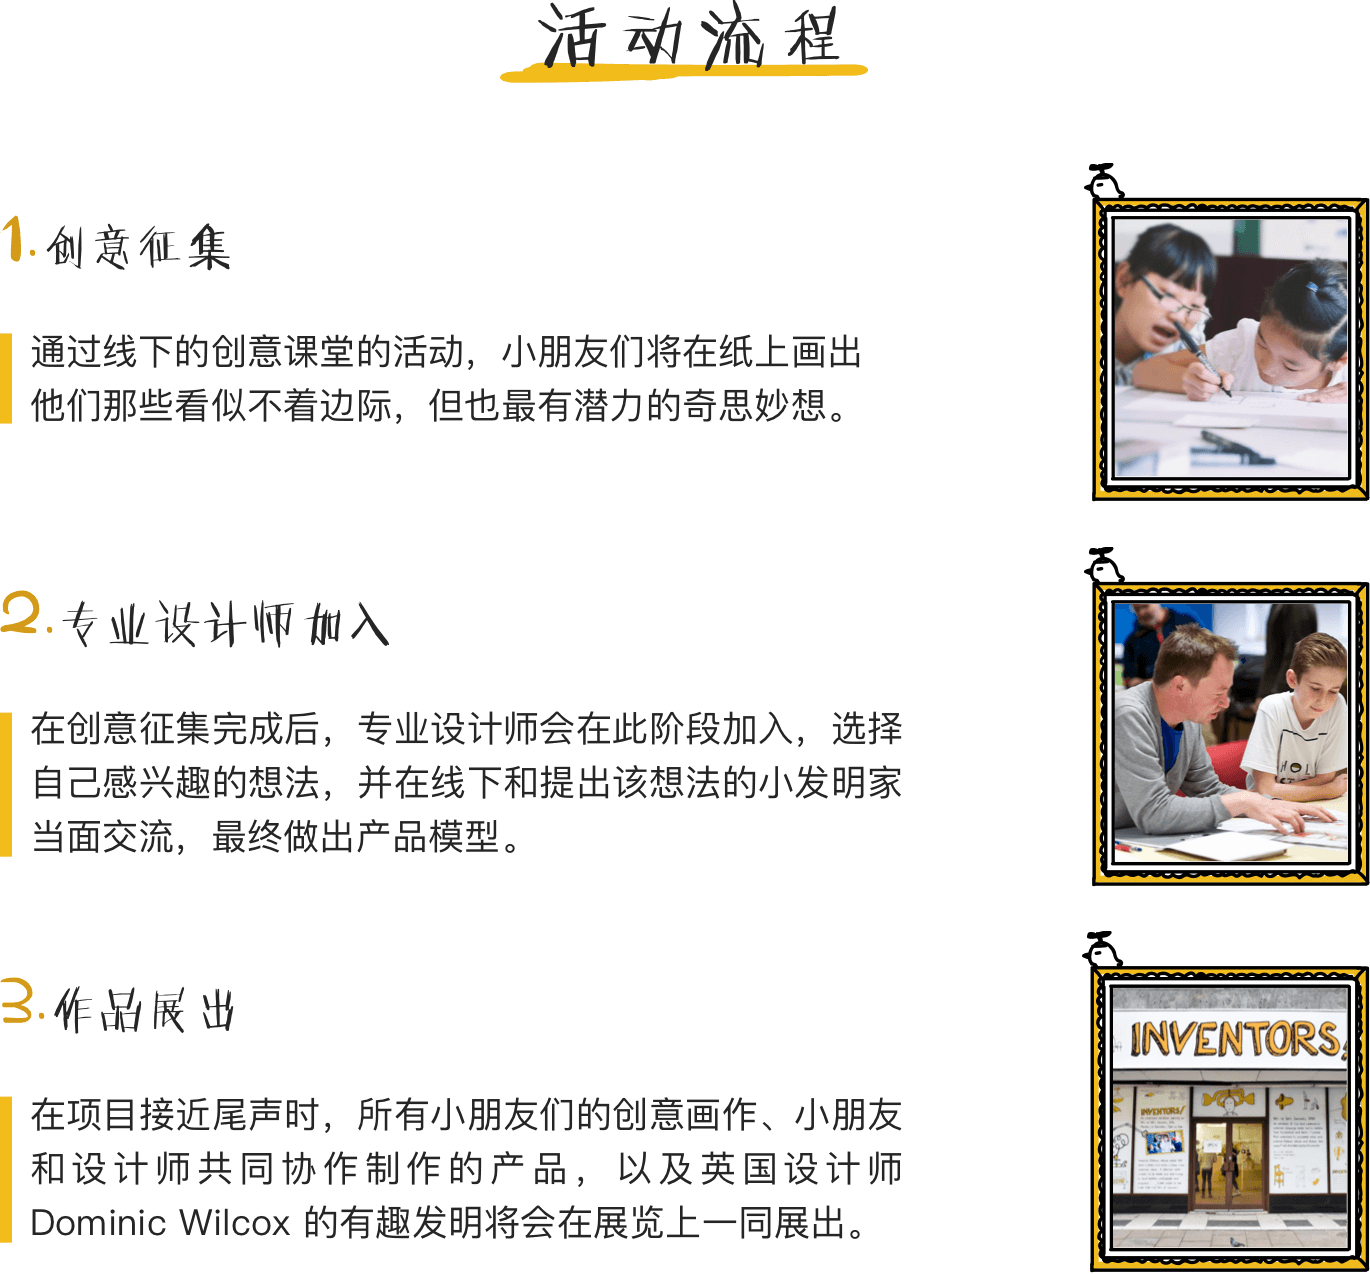 活动流程
1.创意征集
通过线下的创意课堂的活动，小朋友们将在纸上画出
他们那些看似不着边际，但也最有潜力的奇思妙想。
2.专业设计师加入
在创意征集完成后，专业设计师会在此阶段加入，选择
自己感兴趣的想法，并在线下和提出该想法的小发明家
当面交流，最终做出产品模型。
HOL
3.作品展出
INVENTORS!
INVENTORS!
在项目接近尾声时，所有小朋友们的创意画作、小朋友
和设计师共同协作制作的产品，以及英国设计师
Dominic Wilcox 的有趣发明将会在展览上一同展出。